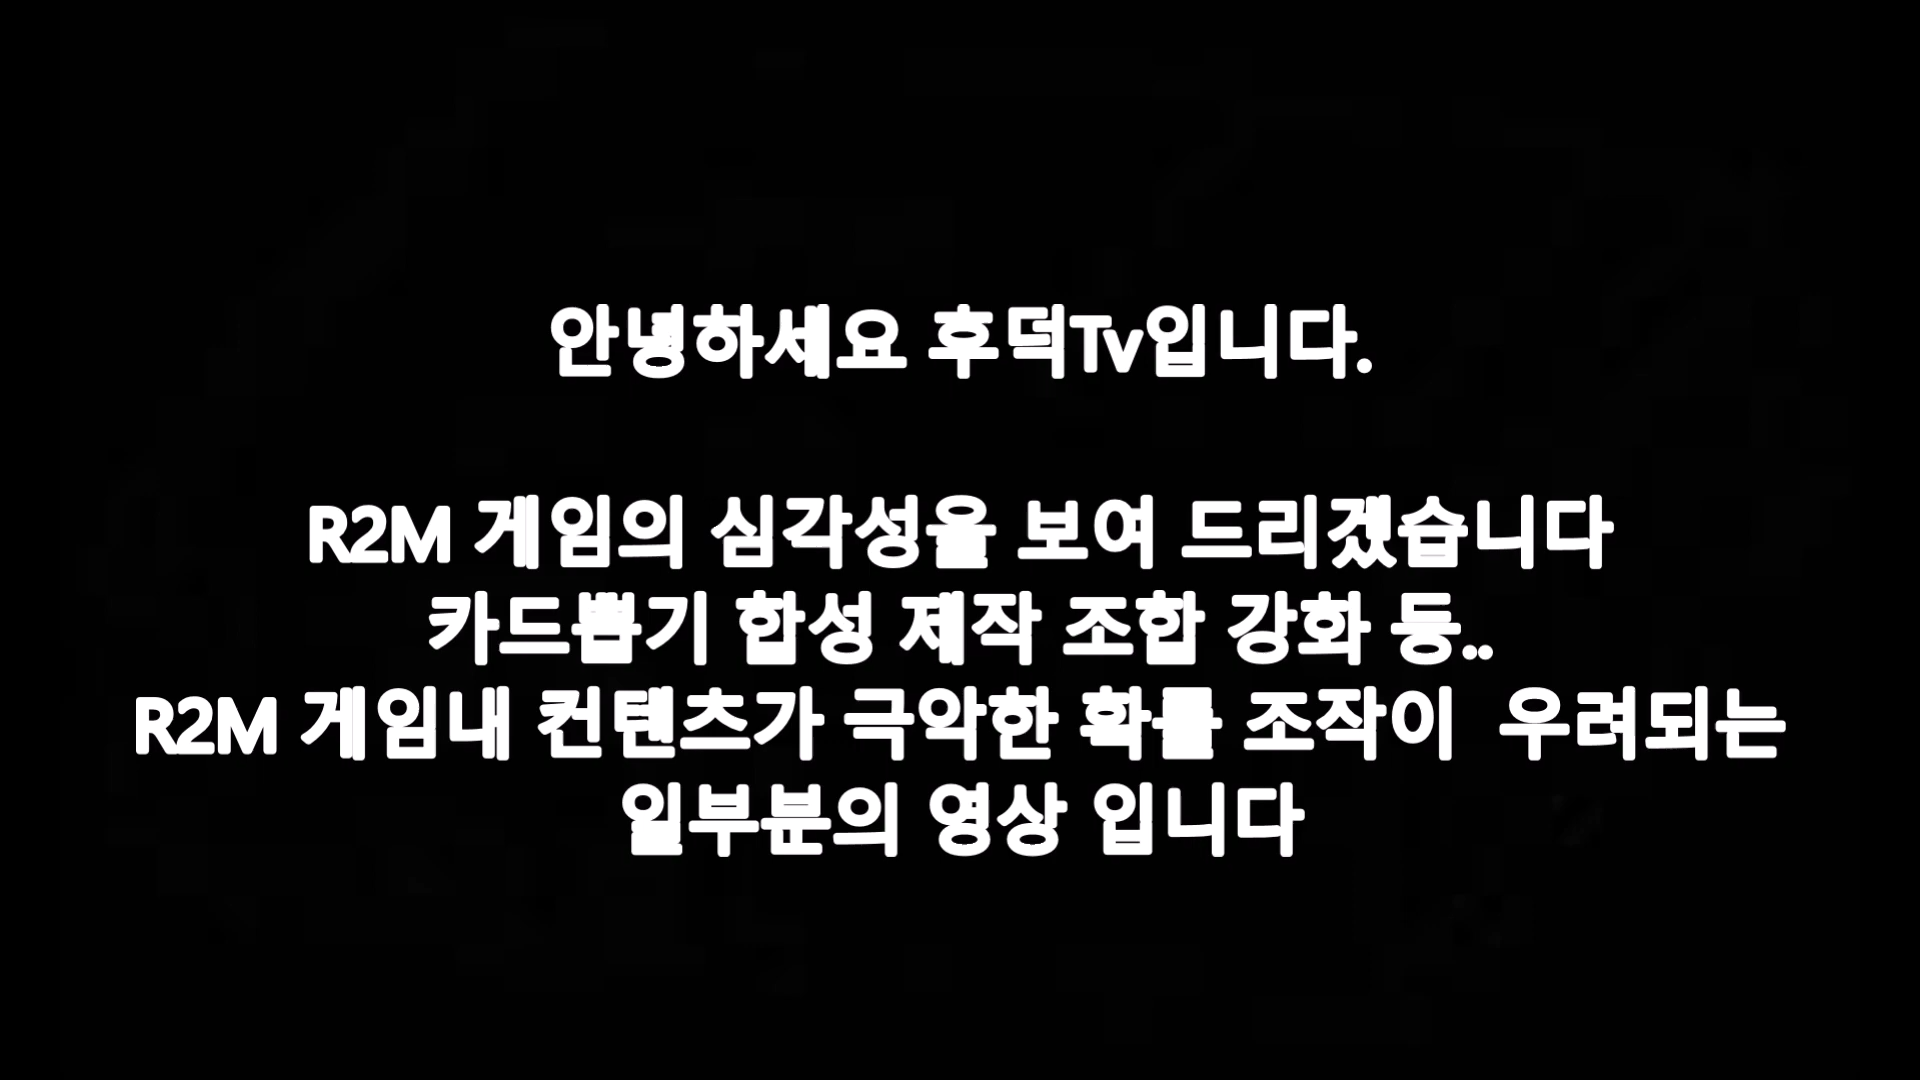 안녕하세요 후덕Tv입니다.
R2M 게임의 심각성을 보여 드리겠습니다
카드뽑기 합성 제작 조합 강화 등..
R2M 게임내 컨텐츠가 극악한 확률 조작이  우려되는
일부분의 영상 입니다